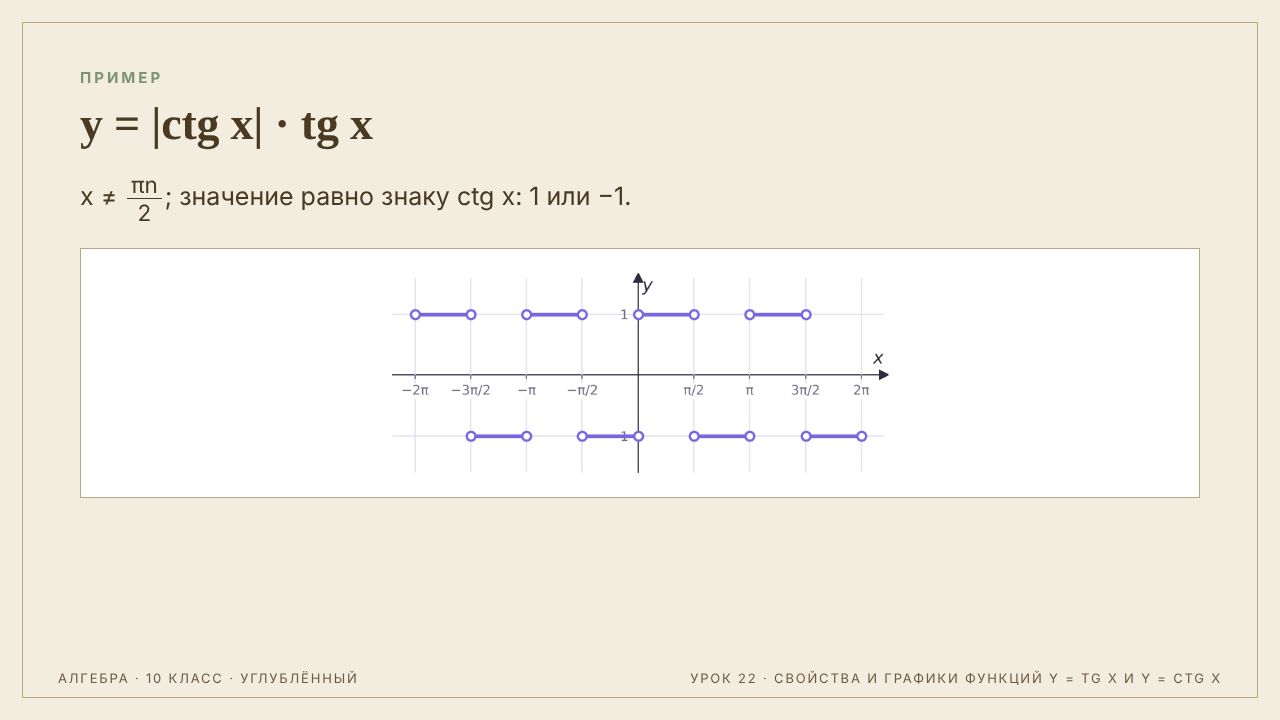 ПРИМЕР
y = |ctg x| · tg x
x ≠ πn/2; значение равно знаку ctg x: 1 или −1.
y
1
x
−2π −3π/2 −π −π/2 π/2 π 3π/2 2π
−1
АЛГЕБРА · 10 КЛАСС · УГЛУБЛЁННЫЙ
УРОК 22 · СВОЙСТВА И ГРАФИКИ ФУНКЦИЙ Y = TG X И Y = CTG X